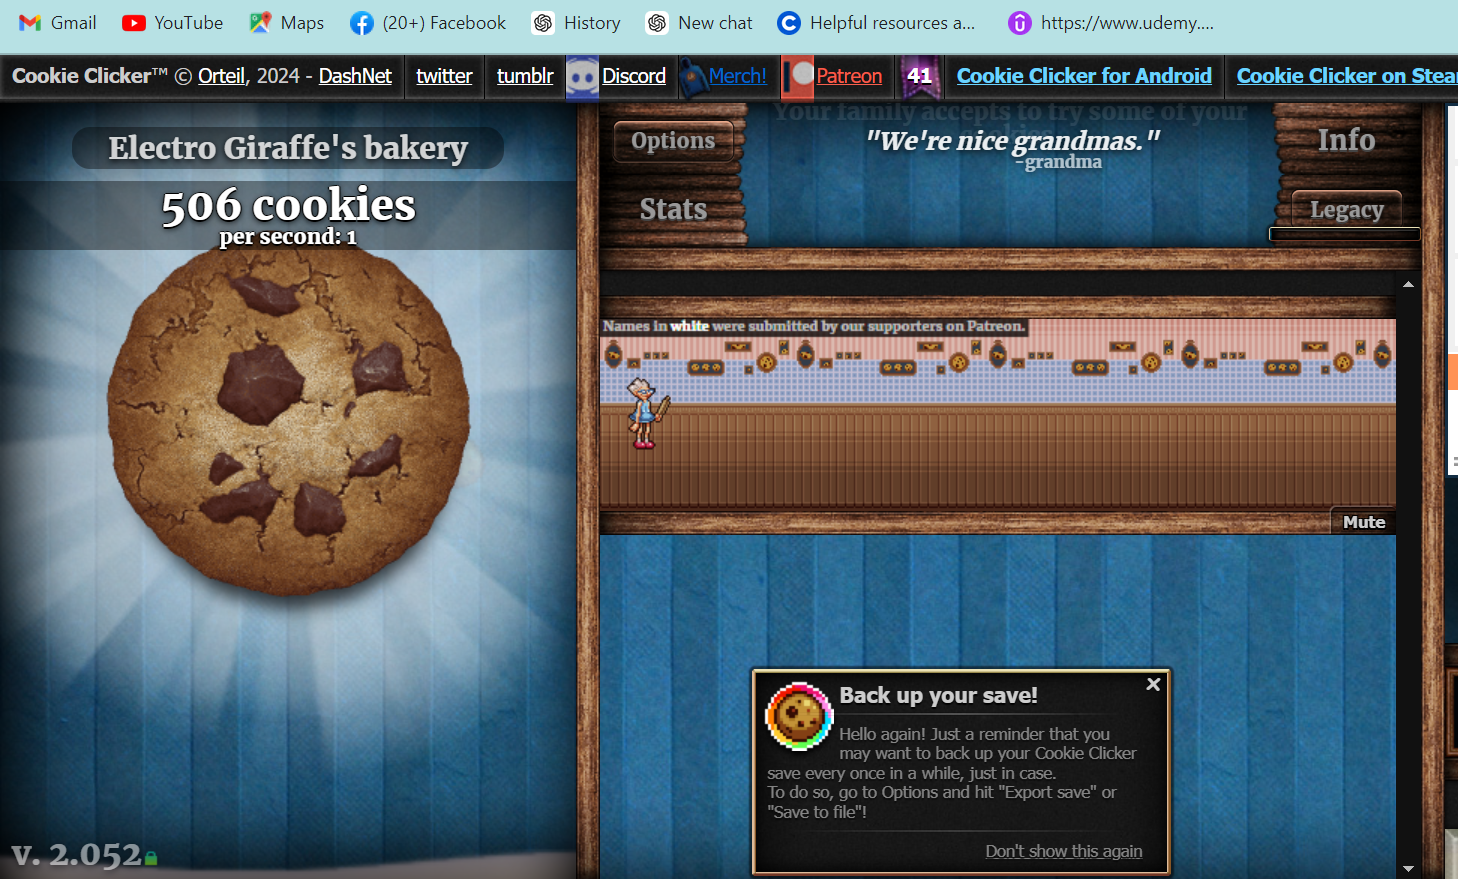 Gmail YouTube Maps (20+) Facebook History New chat Helpful resources a... https://www.udemy....
Cookie Clicker™ © Orteil, 2024 - DashNet twitter tumblr Discord Merch! Patreon 41 Cookie Clicker for Android Cookie Clicker on Stea
Electro Giraffe's bakery
506 cookies
per second: 1
v. 2.052
Options
Stats
Your family accepts to try some of your
"We're nice grandmas."
-grandma
Info
Legacy
Names in white were submitted by our supporters on Patreon.
Mute
Back up your save!
Hello again! Just a reminder that you
may want to back up your Cookie Clicker
save every once in a while, just in case.
To do so, go to Options and hit "Export save" or
"Save to file"!
Don't show this again